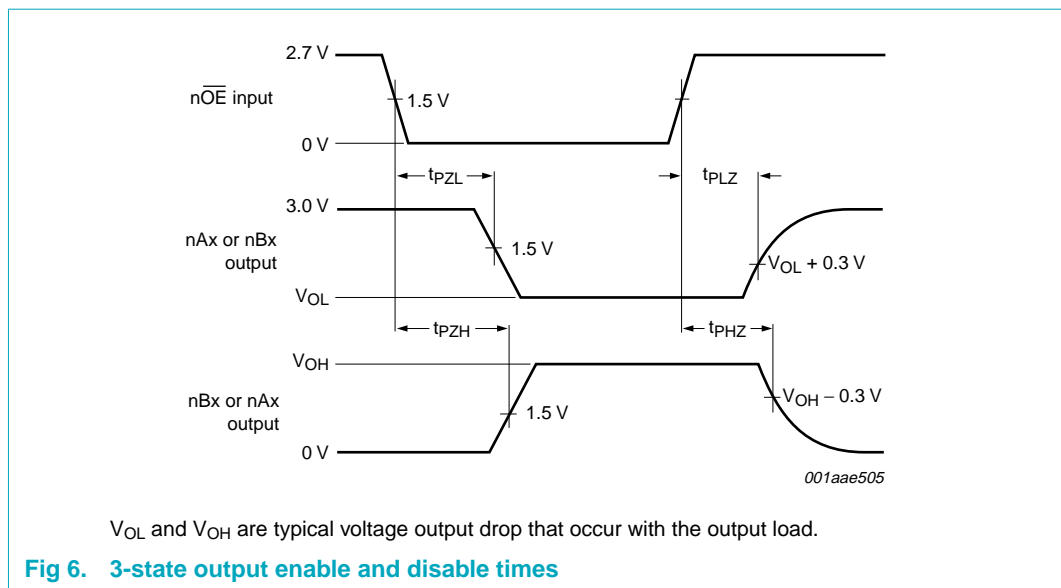 2.7 V
nOE input
1.5 V
0 V
tPZL
tPLZ
3.0 V
nAx or nBx
output
1.5 V
VOL + 0.3 V
VOL
tPZH
tPHZ
VOH
nBx or nAx
output
1.5 V
VOH − 0.3 V
0 V
001aae505
VOL and VOH are typical voltage output drop that occur with the output load.
Fig 6. 3-state output enable and disable times